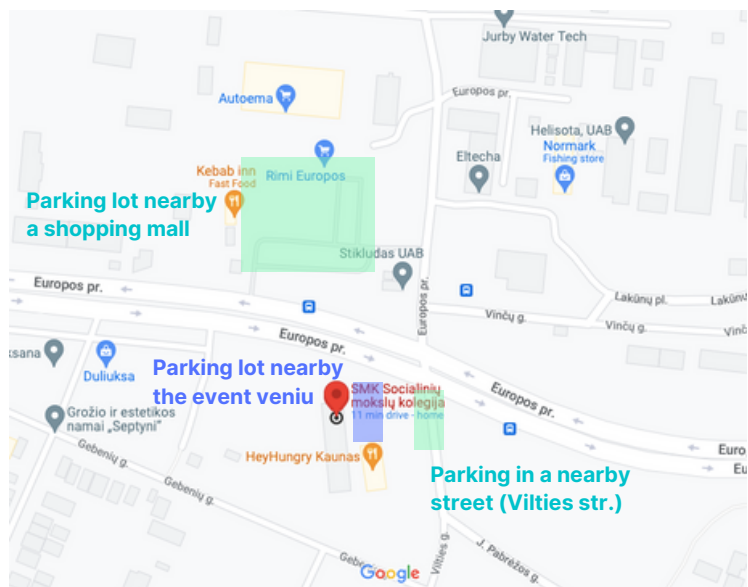 Jurby Water Tech
Europos pr.
Autoema
Helisota, UAB
Normark
Fishing store
Eltecha
Rimi Europos
Kebab inn
Fast Food
Parking lot nearby
a shopping mall
Stikludas UAB
Europos pr.
Lakūnų pl.
Lakūnų
Vinčų g.
Vinčų g.
Vinč
Europos pr.
Europos pr.
ksana
Duliuksa
Parking lot nearby
the event veniu
SMK Socialinių
mokslų kolegija
11 min drive - home
Europos pr.
Grožio ir estetikos
namai „Septyni“
Gebenių g.
HeyHungry Kaunas
Euro
Eu
Gebenių g.
Parking in a nearby
street (Vilties str.)
Vilties g.
J. Pabrėžos g.
Google